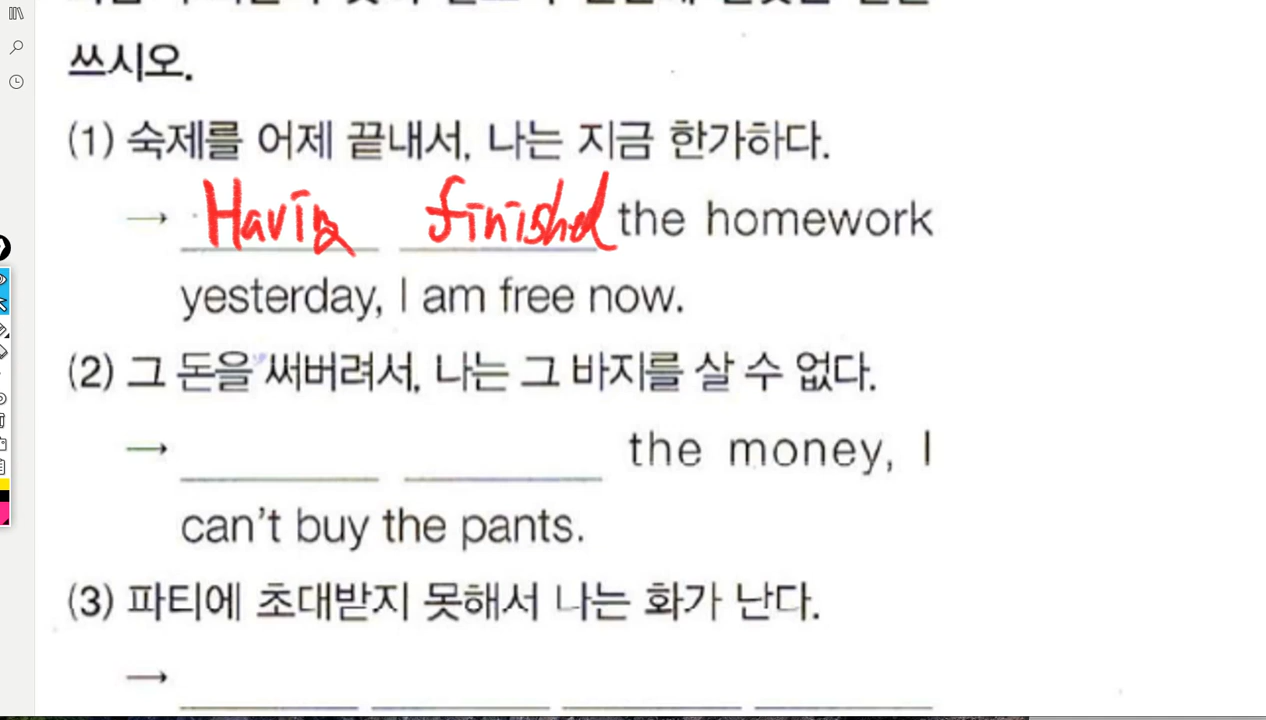 쓰시오.
(1) 숙제를 어제 끝내서, 나는 지금 한가하다.
→ Having finished the homework
yesterday, I am free now.
(2) 그 돈을 써버려서, 나는 그 바지를 살 수 없다.
→ the money, I
can't buy the pants.
(3) 파티에 초대받지 못해서 나는 화가 난다.
→